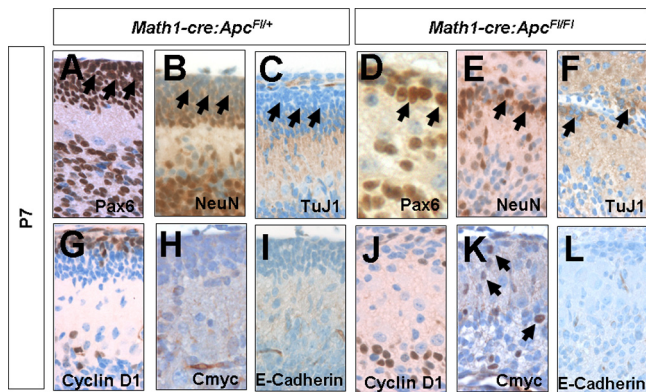 Math1-cre:Apc^Fl/+ Math1-cre:Apc^Fl/Fl
P7
A B C D E F
Pax6 NeuN TuJ1 Pax6 NeuN TuJ1
G H I J K L
Cyclin D1 Cmyc E-Cadherin Cyclin D1 Cmyc E-Cadherin